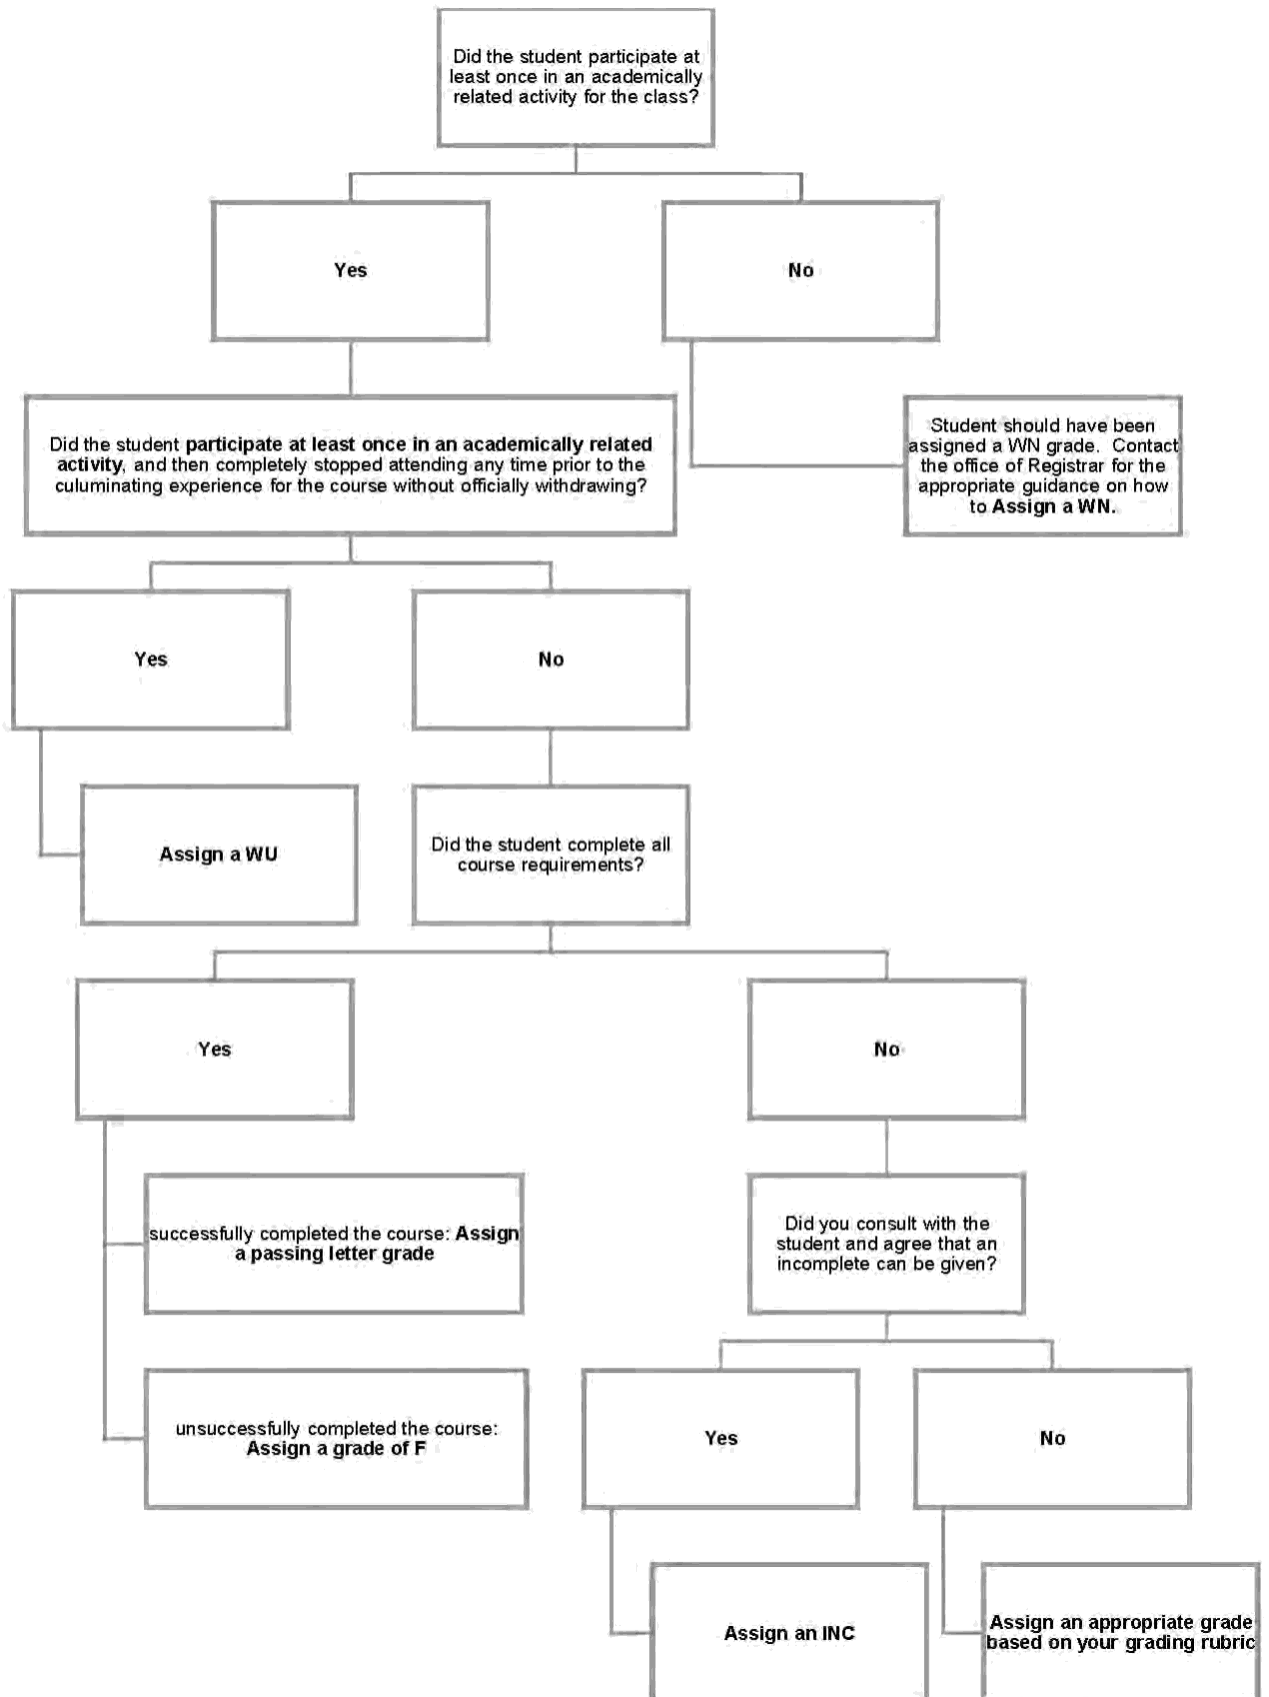 Did the student participate at
least once in an academically
related activity for the class?
Yes
No
Did the student participate at least once in an academically related
activity, and then completely stopped attending any time prior to the
culuminating experience for the course without officially withdrawing?
Student should have been
assigned a WN grade. Contact
the office of Registrar for the
appropriate guidance on how
to Assign a WN.
Yes
No
Assign a WU
Did the student complete all
course requirements?
Yes
No
successfully completed the course: Assign
a passing letter grade
Did you consult with the
student and agree that an
incomplete can be given?
unsuccessfully completed the course:
Assign a grade of F
Yes
No
Assign an INC
Assign an appropriate grade
based on your grading rubric